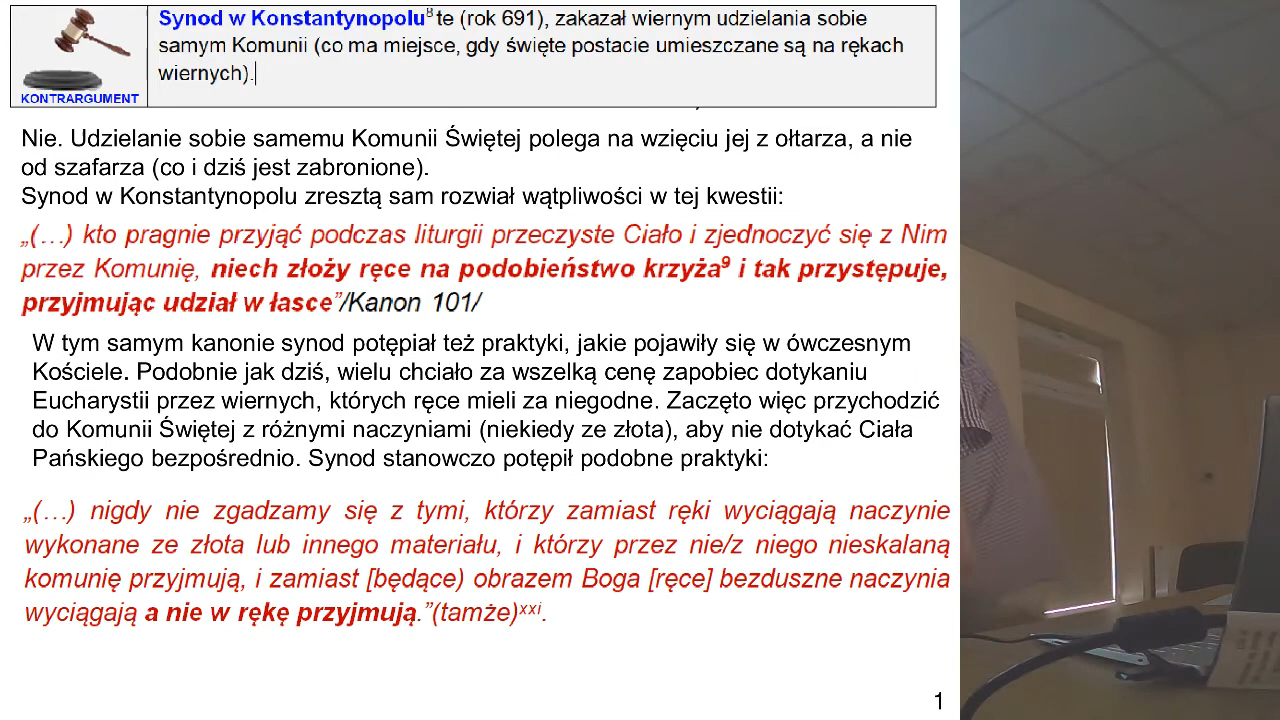 Synod w Konstantynopolu⁸te (rok 691), zakazał wiernym udzielania sobie
samym Komunii (co ma miejsce, gdy święte postacie umieszczane są na rękach
wiernych).
KONTRARGUMENT
Nie. Udzielanie sobie samemu Komunii Świętej polega na wzięciu jej z ołtarza, a nie
od szafarza (co i dziś jest zabronione).
Synod w Konstantynopolu zresztą sam rozwiał wątpliwości w tej kwestii:
„(…) kto pragnie przyjąć podczas liturgii przeczyste Ciało i zjednoczyć się z Nim
przez Komunię, niech złoży ręce na podobieństwo krzyża⁹ i tak przystępuje,
przyjmując udział w łasce”/Kanon 101/
W tym samym kanonie synod potępiał też praktyki, jakie pojawiły się w ówczesnym
Kościele. Podobnie jak dziś, wielu chciało za wszelką cenę zapobiec dotykaniu
Eucharystii przez wiernych, których ręce mieli za niegodne. Zaczęto więc przychodzić
do Komunii Świętej z różnymi naczyniami (niekiedy ze złota), aby nie dotykać Ciała
Pańskiego bezpośrednio. Synod stanowczo potępił podobne praktyki:
„(…) nigdy nie zgadzamy się z tymi, którzy zamiast ręki wyciągają naczynie
wykonane ze złota lub innego materiału, i którzy przez nie/z niego nieskalaną
komunię przyjmują, i zamiast [będące) obrazem Boga [ręce] bezduszne naczynia
wyciągają a nie w rękę przyjmują.”(tamże)ˣˣⁱ.
1